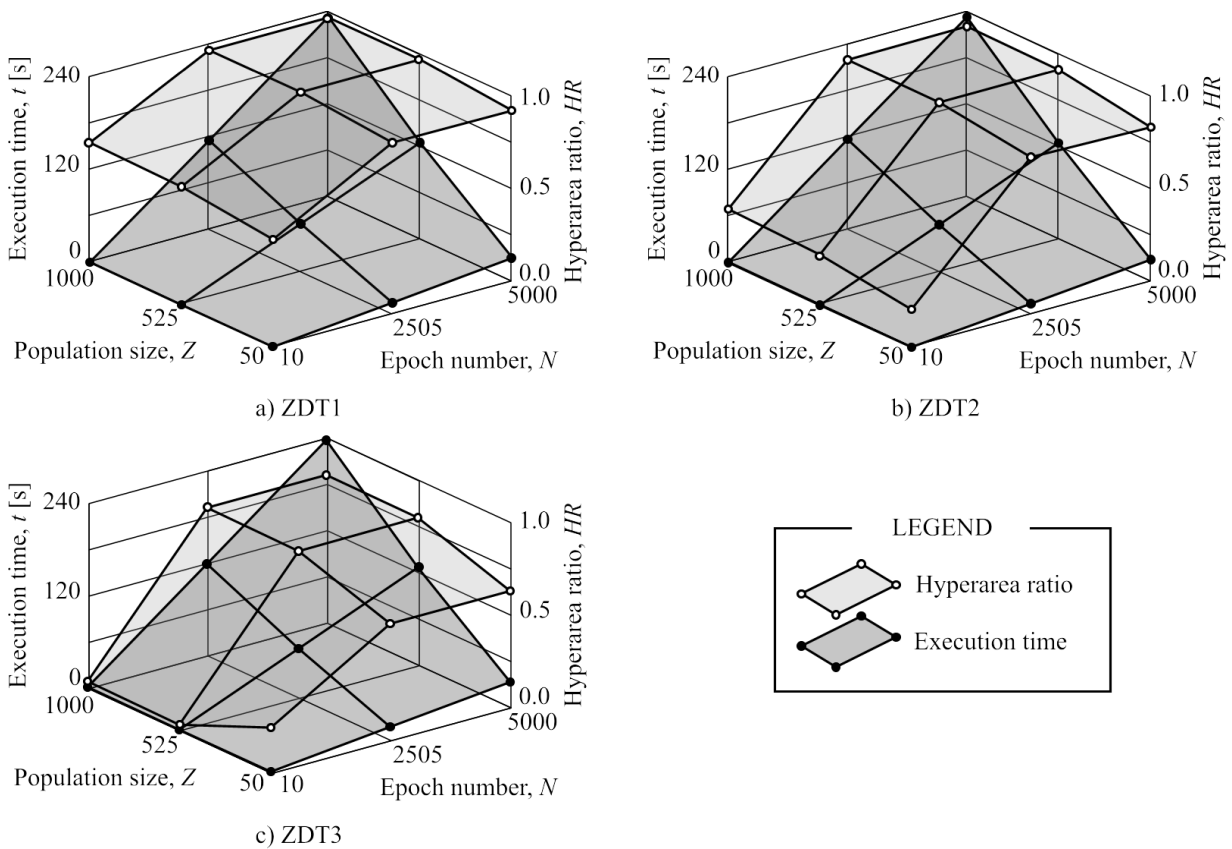 Execution time, t [s]
240
120
0
1000
525
50
Population size, Z
10
2505
5000
Epoch number, N
1.0
0.5
0.0
Hyperarea ratio, HR
a) ZDT1
Execution time, t [s]
240
120
0
1000
525
50
Population size, Z
10
2505
5000
Epoch number, N
1.0
0.5
0.0
Hyperarea ratio, HR
b) ZDT2
Execution time, t [s]
240
120
0
1000
525
50
Population size, Z
10
2505
5000
Epoch number, N
1.0
0.5
0.0
Hyperarea ratio, HR
c) ZDT3
LEGEND
Hyperarea ratio
Execution time